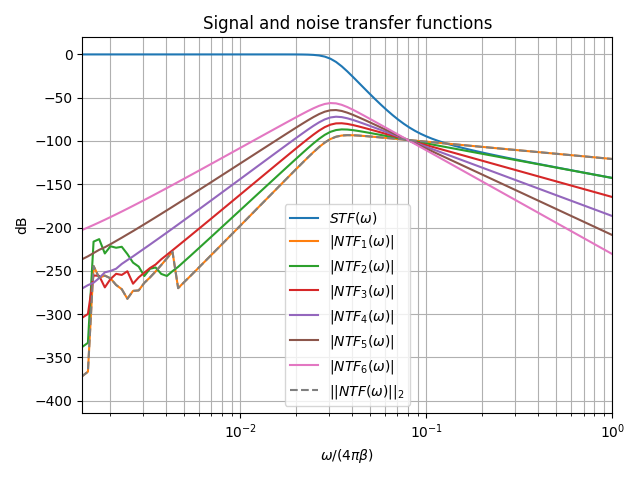 Signal and noise transfer functions
dB
0
−50
−100
−150
−200
−250
−300
−350
−400
STF(ω)
|NTF₁(ω)|
|NTF₂(ω)|
|NTF₃(ω)|
|NTF₄(ω)|
|NTF₅(ω)|
|NTF₆(ω)|
||NTF(ω)||₂
10⁻² 10⁻¹ 10⁰
ω/(4πβ)